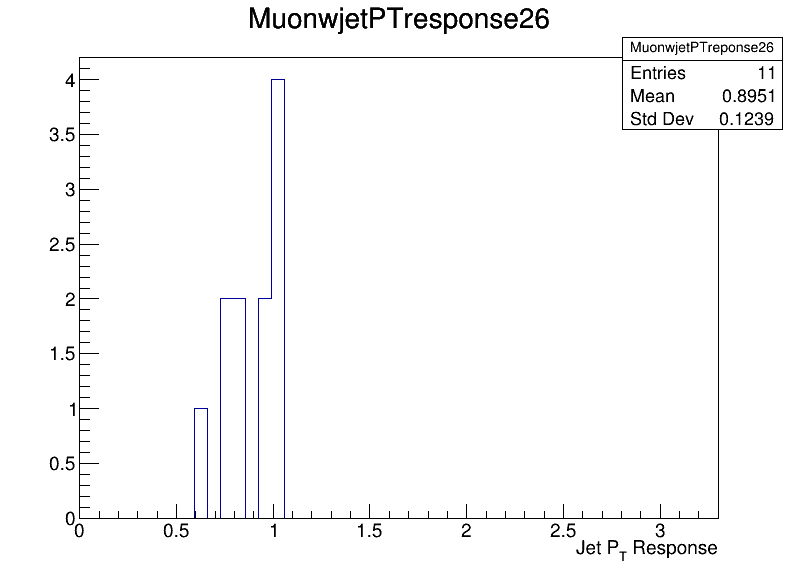 MuonwjetPTresponse26
MuonwjetPTreponse26
Entries 11
Mean 0.8951
Std Dev 0.1239
4
3.5
3
2.5
2
1.5
1
0.5
0
0 0.5 1 1.5 2 2.5 3
Jet P_T Response